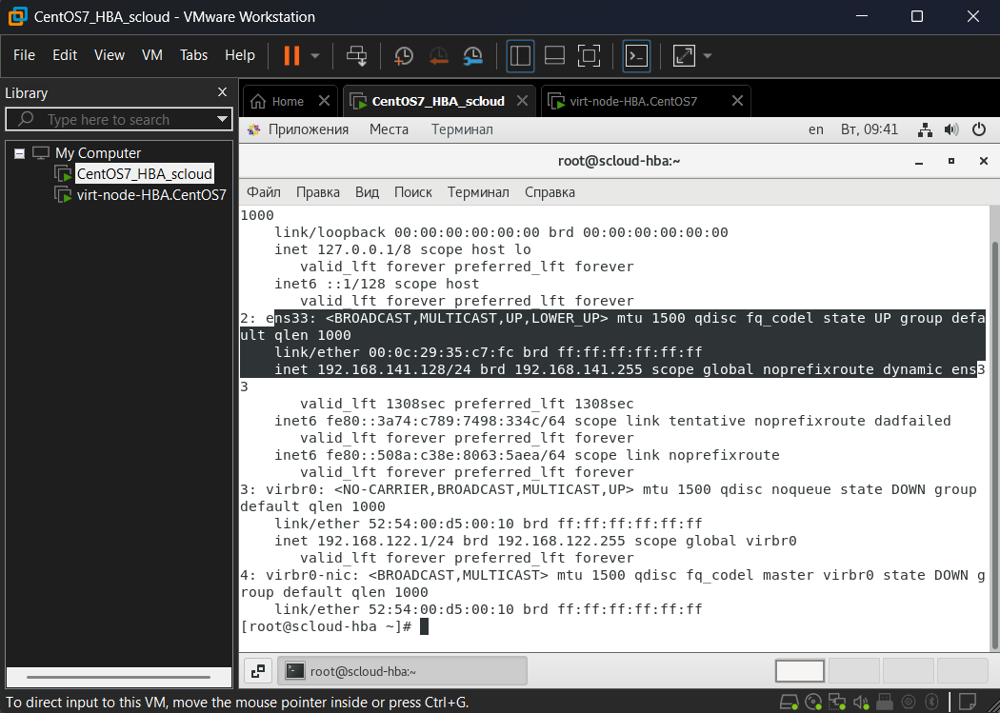 CentOS7_HBA_scloud - VMware Workstation
File Edit View VM Tabs Help
Library
Type here to search
My Computer
CentOS7_HBA_scloud
virt-node-HBA.CentOS7
Home
CentOS7_HBA_scloud
virt-node-HBA.CentOS7
Приложения Места Терминал en Вт, 09:41
root@scloud-hba:~
Файл Правка Вид Поиск Терминал Справка
1000
link/loopback 00:00:00:00:00:00 brd 00:00:00:00:00:00
inet 127.0.0.1/8 scope host lo
valid_lft forever preferred_lft forever
inet6 ::1/128 scope host
valid_lft forever preferred_lft forever
2: ens33: <BROADCAST,MULTICAST,UP,LOWER_UP> mtu 1500 qdisc fq_codel state UP group defa
ult qlen 1000
link/ether 00:0c:29:35:c7:fc brd ff:ff:ff:ff:ff:ff
inet 192.168.141.128/24 brd 192.168.141.255 scope global noprefixroute dynamic ens3
3
valid_lft 1308sec preferred_lft 1308sec
inet6 fe80::3a74:c789:7498:334c/64 scope link tentative noprefixroute dadfailed
valid_lft forever preferred_lft forever
inet6 fe80::508a:c38e:8063:5aea/64 scope link noprefixroute
valid_lft forever preferred_lft forever
3: virbr0: <NO-CARRIER,BROADCAST,MULTICAST,UP> mtu 1500 qdisc noqueue state DOWN group
default qlen 1000
link/ether 52:54:00:d5:00:10 brd ff:ff:ff:ff:ff:ff
inet 192.168.122.1/24 brd 192.168.122.255 scope global virbr0
valid_lft forever preferred_lft forever
4: virbr0-nic: <BROADCAST,MULTICAST> mtu 1500 qdisc fq_codel master virbr0 state DOWN g
roup default qlen 1000
link/ether 52:54:00:d5:00:10 brd ff:ff:ff:ff:ff:ff
[root@scloud-hba ~]#
root@scloud-hba:~
To direct input to this VM, move the mouse pointer inside or press Ctrl+G.